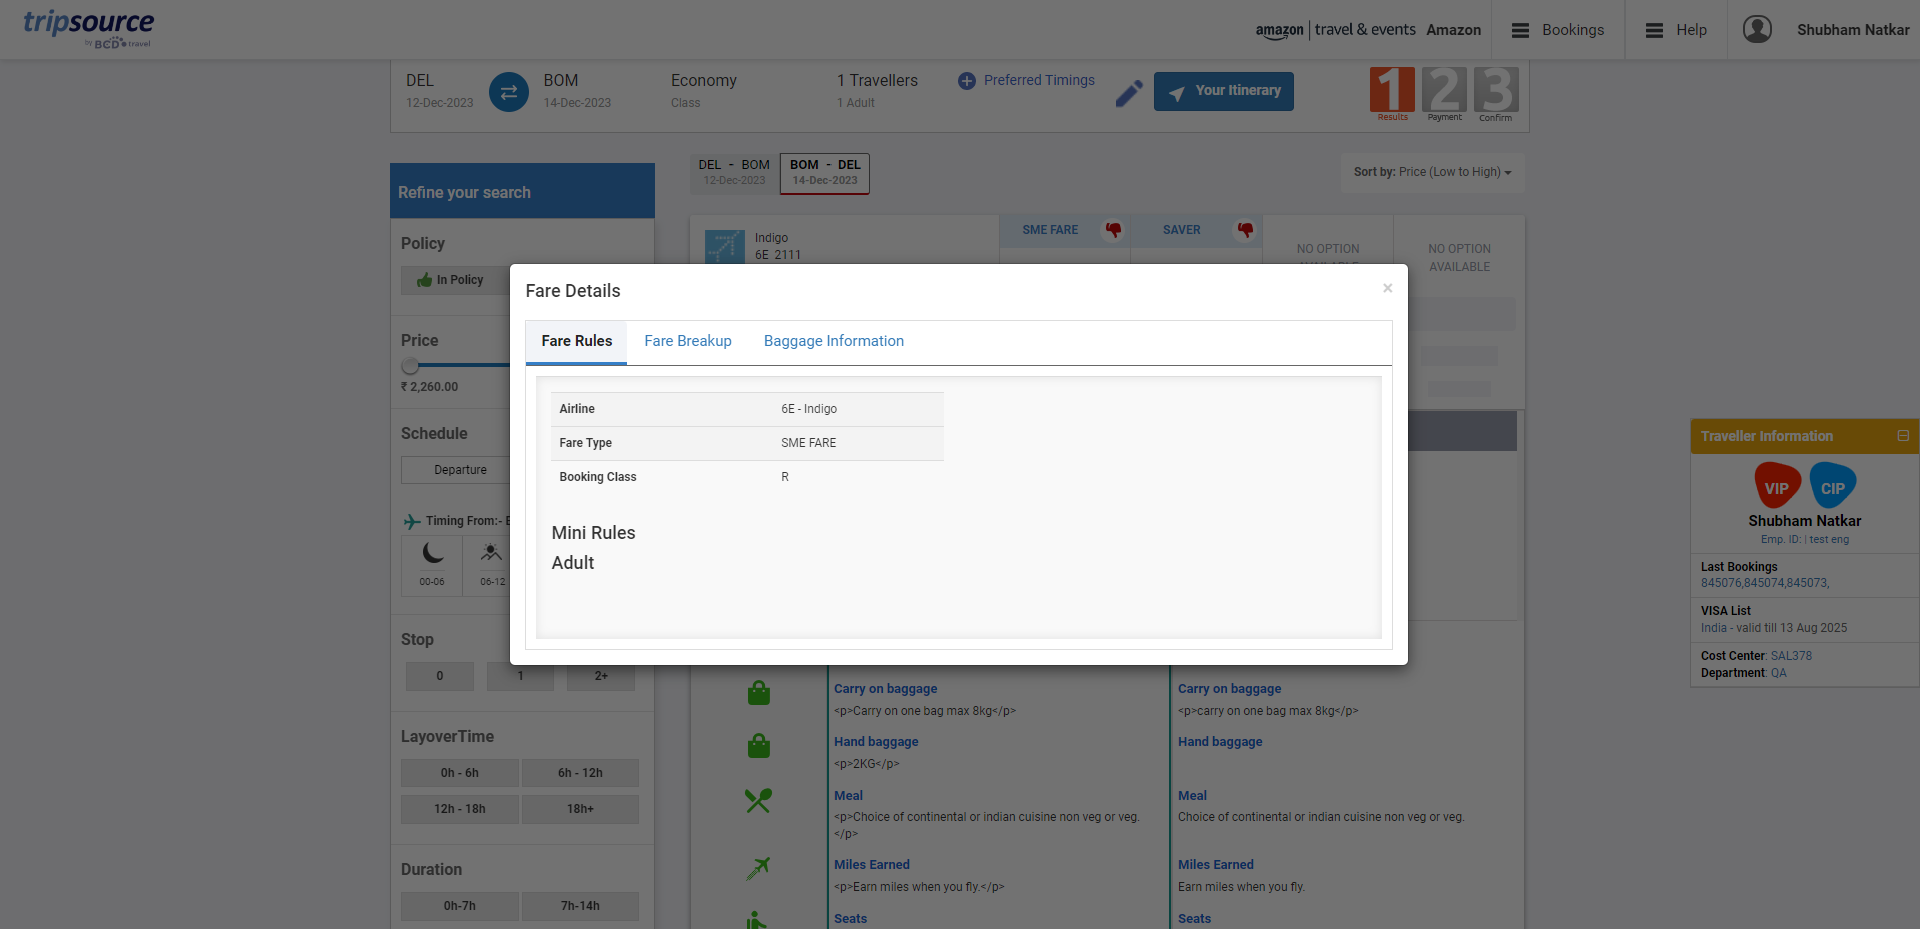 tripsource
by BCD travel
amazon | travel & events Amazon
Bookings
Help
Shubham Natkar
DEL
12-Dec-2023
BOM
14-Dec-2023
Economy
Class
1 Travellers
1 Adult
Preferred Timings
Your Itinerary
1 2 3
Results Payment Confirm
DEL - BOM
12-Dec-2023
BOM - DEL
14-Dec-2023
Sort by: Price (Low to High)
Refine your search
Policy
In Policy
Price
₹ 2,260.00
Schedule
Departure
Timing From:-
00-06
06-12
Stop
0 1 2+
LayoverTime
0h - 6h 6h - 12h
12h - 18h 18h+
Duration
0h-7h 7h-14h
Indigo
6E 2111
SME FARE
SAVER
NO OPTION
NO OPTION
AVAILABLE
Fare Details
×
Fare Rules Fare Breakup Baggage Information
Airline 6E - Indigo
Fare Type SME FARE
Booking Class R
Mini Rules
Adult
Carry on baggage
<p>Carry on one bag max 8kg</p>
Hand baggage
<p>2KG</p>
Meal
<p>Choice of continental or indian cuisine non veg or veg.
</p>
Miles Earned
<p>Earn miles when you fly.</p>
Seats
Carry on baggage
<p>carry on one bag max 8kg</p>
Hand baggage
Meal
Choice of continental or indian cuisine non veg or veg.
Miles Earned
Earn miles when you fly.
Seats
Traveller Information
VIP CIP
Shubham Natkar
Emp. ID: | test eng
Last Bookings
845076,845074,845073,
VISA List
India - valid till 13 Aug 2025
Cost Center: SAL378
Department: QA